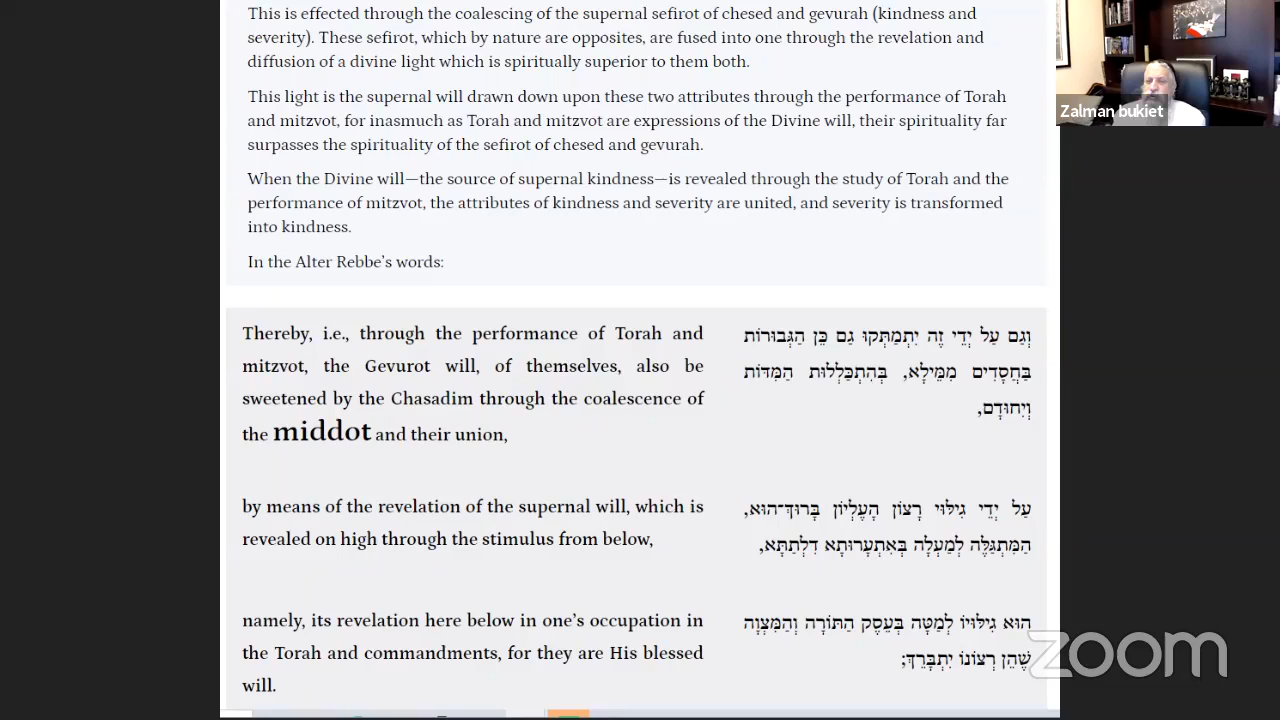 This is effected through the coalescing of the supernal sefirot of chesed and gevurah (kindness and
severity). These sefirot, which by nature are opposites, are fused into one through the revelation and
diffusion of a divine light which is spiritually superior to them both.
This light is the supernal will drawn down upon these two attributes through the performance of Torah
and mitzvot, for inasmuch as Torah and mitzvot are expressions of the Divine will, their spirituality far
surpasses the spirituality of the sefirot of chesed and gevurah.
When the Divine will—the source of supernal kindness—is revealed through the study of Torah and the
performance of mitzvot, the attributes of kindness and severity are united, and severity is transformed
into kindness.
In the Alter Rebbe's words:
Thereby, i.e., through the performance of Torah and
mitzvot, the Gevurot will, of themselves, also be
sweetened by the Chasadim through the coalescence of
the middot and their union,
וְגַם עַל יְדֵי זֶה יִתְמַתְּקוּ גַם כֵּן הַגְּבוּרוֹת
בַּחֲסָדִים מִמֵּילָא, בְּהִתְכַּלְלוּת הַמִּדּוֹת
וְיִחוּדָם,
by means of the revelation of the supernal will, which is
revealed on high through the stimulus from below,
עַל יְדֵי גִּילּוּי רָצוֹן הָעֶלְיוֹן בָּרוּךְ־הוּא,
הַמִּתְגַּלֶּה לְמַעְלָה בְּאִתְעָרוּתָא דִלְתַתָּא,
namely, its revelation here below in one's occupation in
the Torah and commandments, for they are His blessed
will.
הוּא גִּילּוּיוֹ לְמַטָּה בְּעֵסֶק הַתּוֹרָה וְהַמִּצְוָה
שֶׁהֵן רְצוֹנוֹ יִתְבָּרֵךְ;
Zalman bukiet
zoom